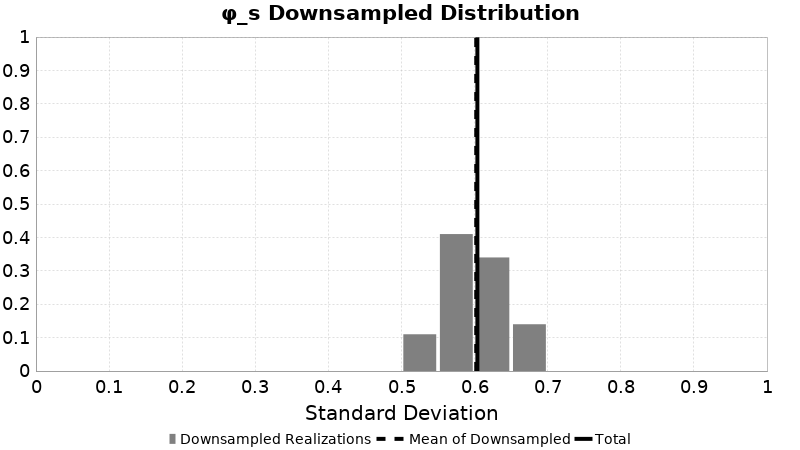 φ_s Downsampled Distribution
1
0.9
0.8
0.7
0.6
0.5
0.4
0.3
0.2
0.1
0
0 0.1 0.2 0.3 0.4 0.5 0.6 0.7 0.8 0.9 1
Standard Deviation
Downsampled Realizations Mean of Downsampled Total